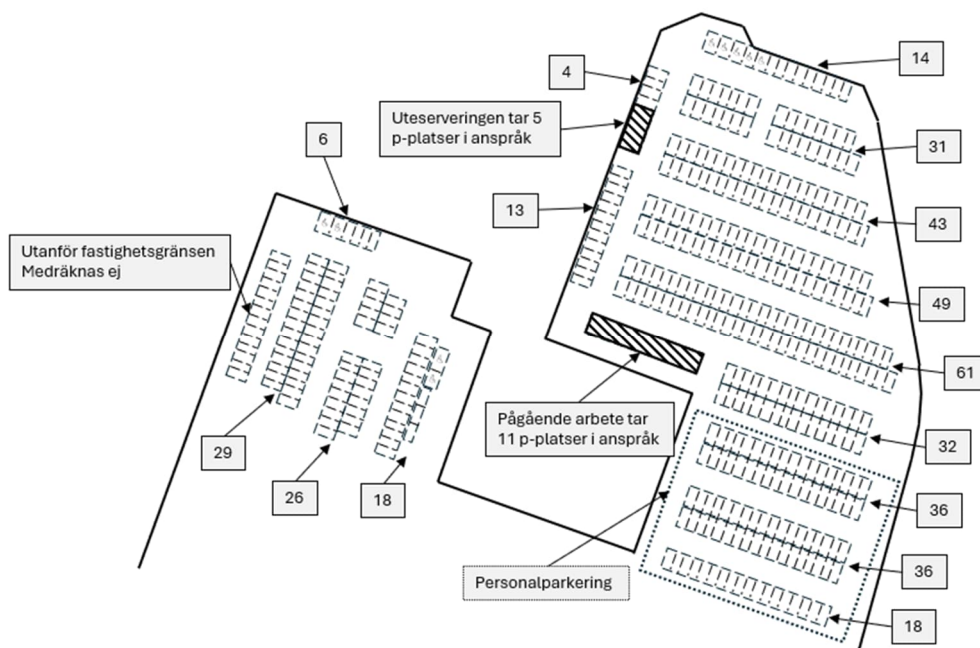 14
4
Uteserveringen tar 5
p-platser i anspråk
6
31
13
43
Utanför fastighetsgränsen
Medräknas ej
49
61
Pågående arbete tar
11 p-platser i anspråk
32
29
26
18
36
36
Personalparkering
18